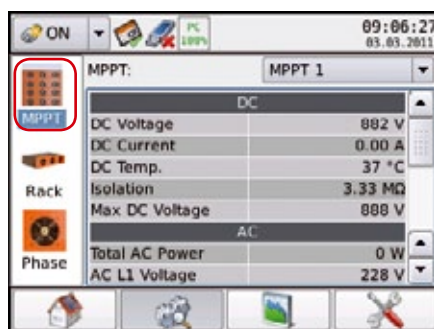 ON PC 100% 09:06:27
03.03.2011
MPPT: MPPT 1
MPPT
DC
DC Voltage 882 V
DC Current 0.00 A
DC Temp. 37 °C
Isolation 3.33 MΩ
Max DC Voltage 888 V
Rack
AC
Total AC Power 0 W
AC L1 Voltage 228 V
Phase